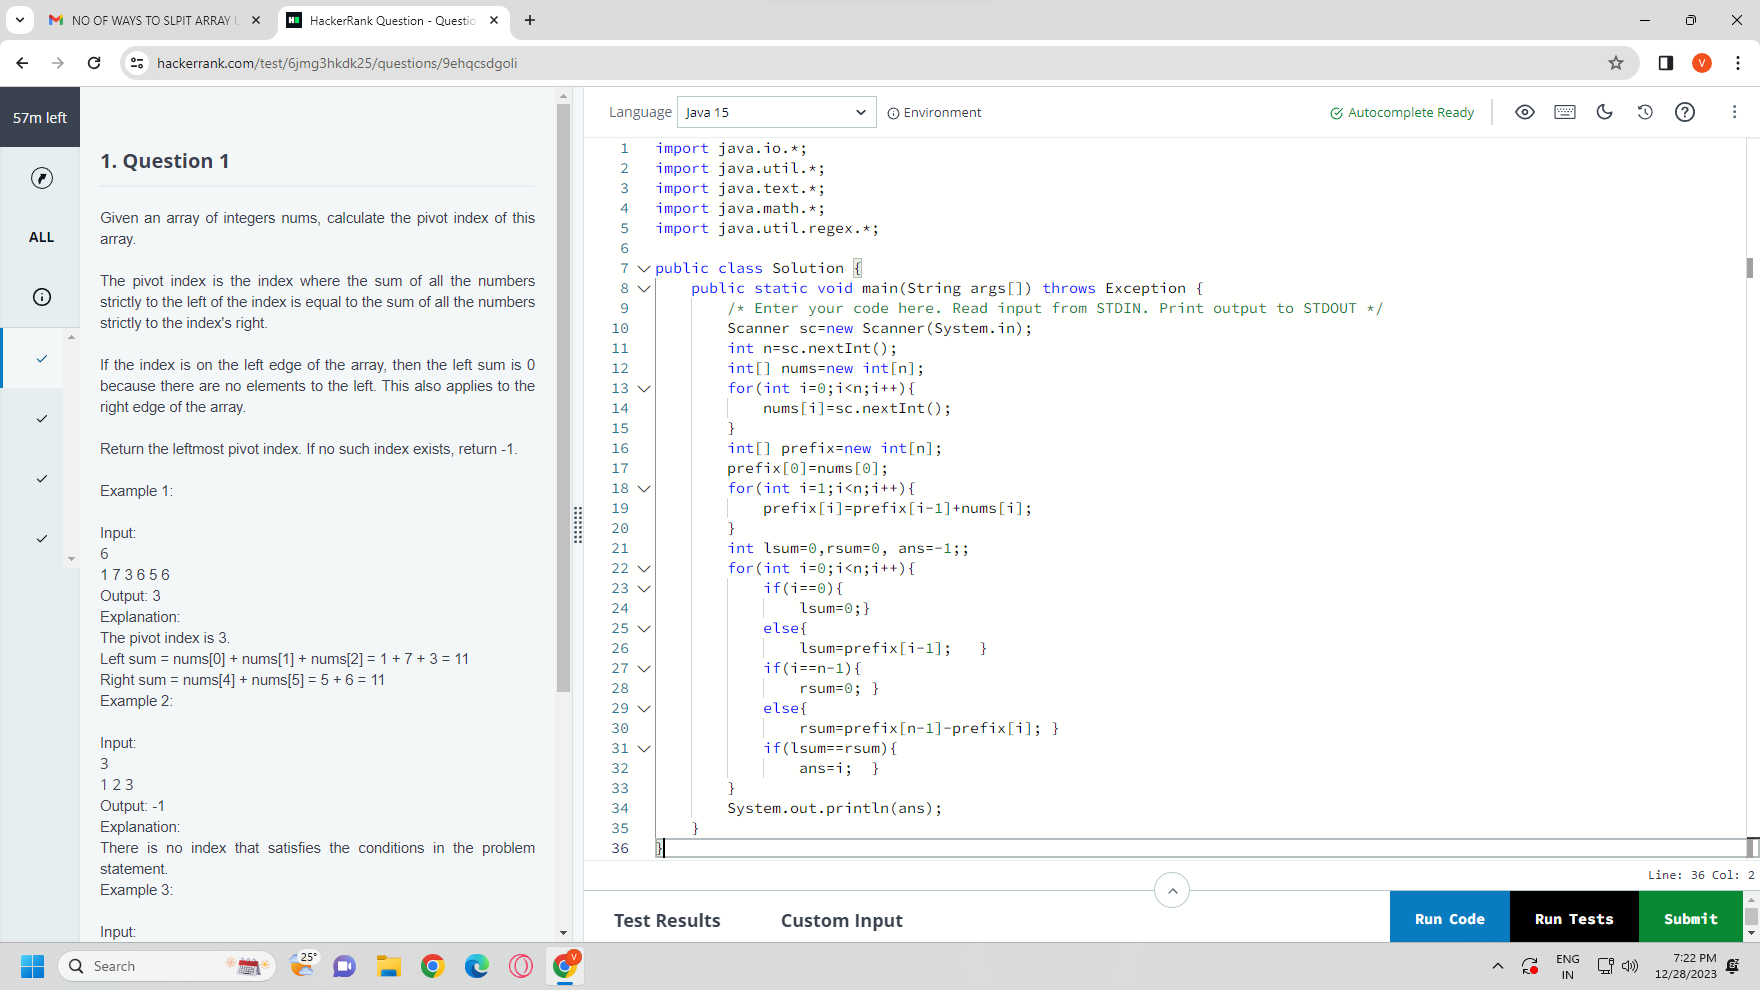 NO OF WAYS TO SLPIT ARRAY
HackerRank Question - Questio
hackerrank.com/test/6jmg3hkdk25/questions/9ehqcsdgoli
V
57m left
ALL
1. Question 1
Given an array of integers nums, calculate the pivot index of this
array.
The pivot index is the index where the sum of all the numbers
strictly to the left of the index is equal to the sum of all the numbers
strictly to the index's right.
If the index is on the left edge of the array, then the left sum is 0
because there are no elements to the left. This also applies to the
right edge of the array.
Return the leftmost pivot index. If no such index exists, return -1.
Example 1:
Input:
6
1 7 3 6 5 6
Output: 3
Explanation:
The pivot index is 3.
Left sum = nums[0] + nums[1] + nums[2] = 1 + 7 + 3 = 11
Right sum = nums[4] + nums[5] = 5 + 6 = 11
Example 2:
Input:
3
1 2 3
Output: -1
Explanation:
There is no index that satisfies the conditions in the problem
statement.
Example 3:
Input:
Language Java 15 Environment Autocomplete Ready
1 import java.io.*;
2 import java.util.*;
3 import java.text.*;
4 import java.math.*;
5 import java.util.regex.*;
6
7 public class Solution {
8 public static void main(String args[]) throws Exception {
9 /* Enter your code here. Read input from STDIN. Print output to STDOUT */
10 Scanner sc=new Scanner(System.in);
11 int n=sc.nextInt();
12 int[] nums=new int[n];
13 for(int i=0;i<n;i++){
14 nums[i]=sc.nextInt();
15 }
16 int[] prefix=new int[n];
17 prefix[0]=nums[0];
18 for(int i=1;i<n;i++){
19 prefix[i]=prefix[i-1]+nums[i];
20 }
21 int lsum=0,rsum=0, ans=-1;;
22 for(int i=0;i<n;i++){
23 if(i==0){
24 lsum=0;}
25 else{
26 lsum=prefix[i-1]; }
27 if(i==n-1){
28 rsum=0; }
29 else{
30 rsum=prefix[n-1]-prefix[i]; }
31 if(lsum==rsum){
32 ans=i; }
33 }
34 System.out.println(ans);
35 }
36 }
Line: 36 Col: 2
Test Results Custom Input Run Code Run Tests Submit
Search
25°
V
ENG
IN
7:22 PM
12/28/2023